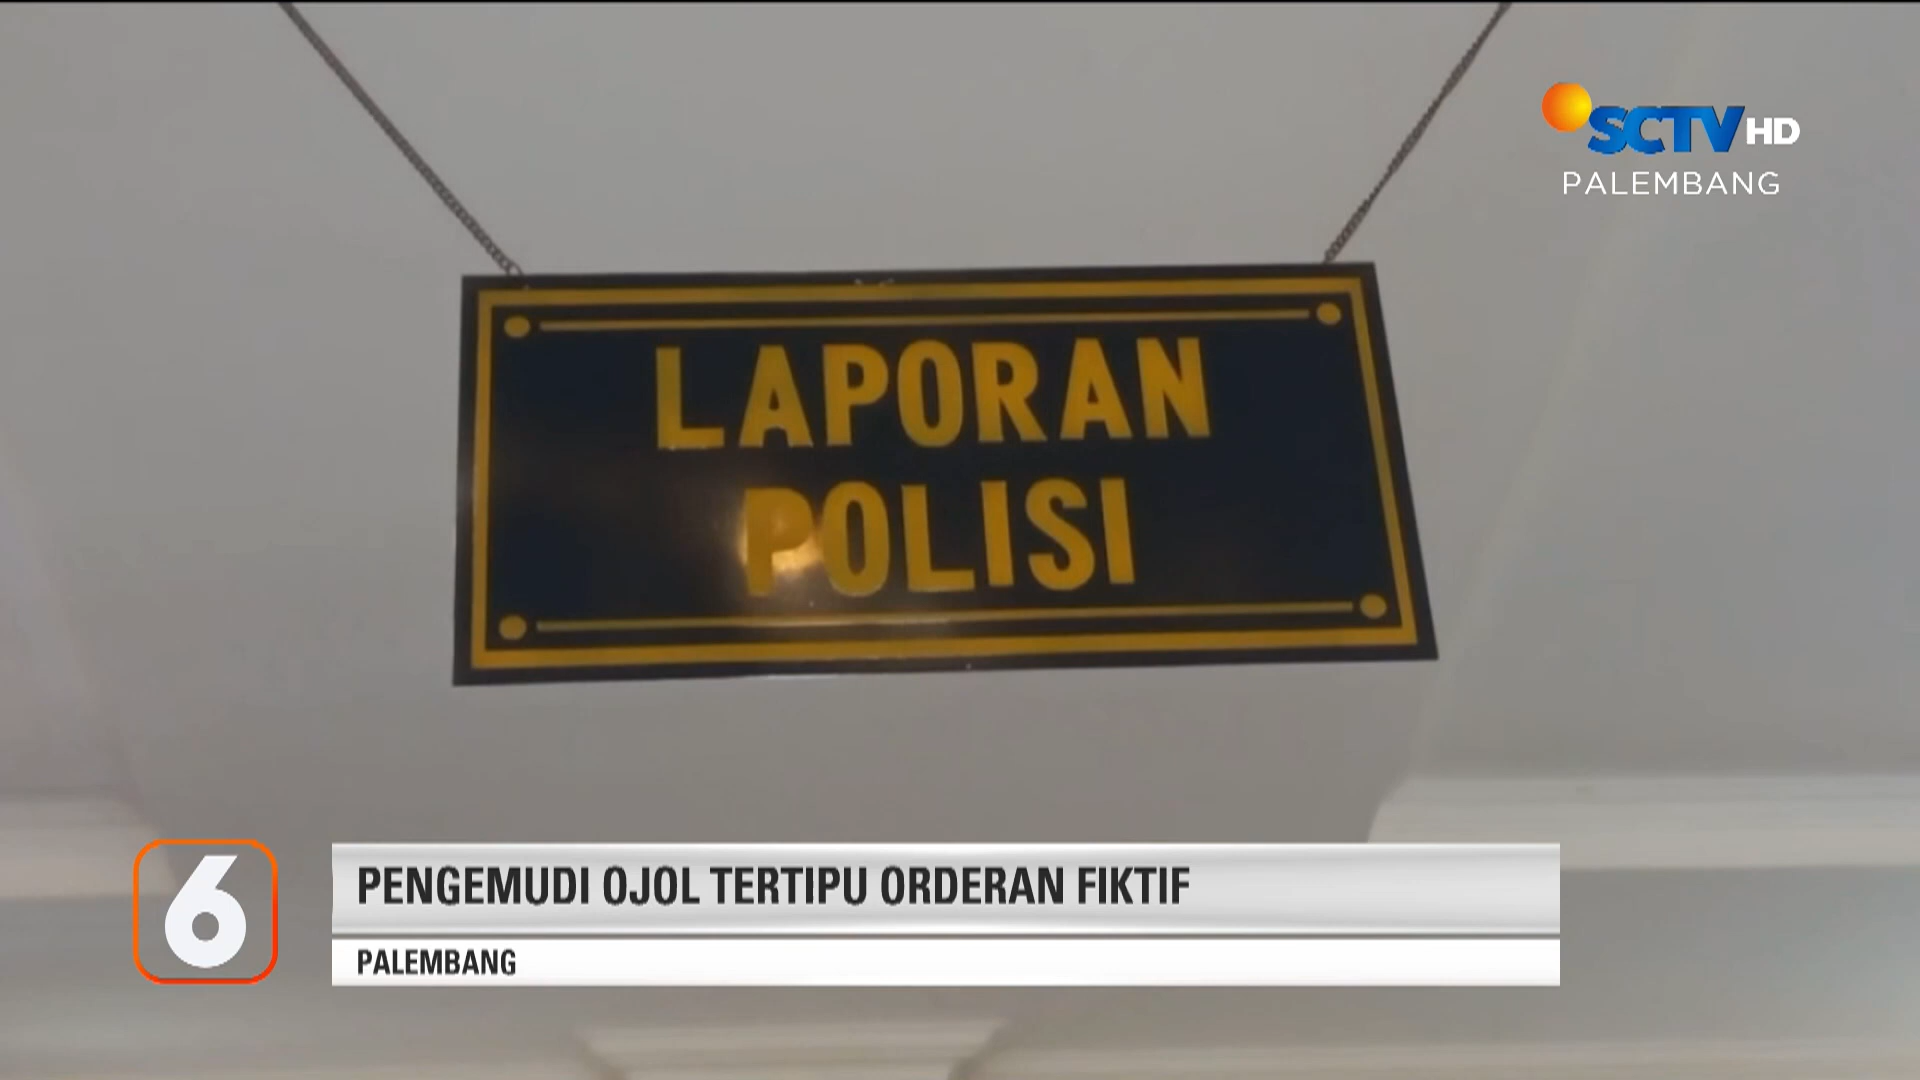 SCTV HD
PALEMBANG
LAPORAN
POLISI
6
PENGEMUDI OJOL TERTIPU ORDERAN FIKTIF
PALEMBANG